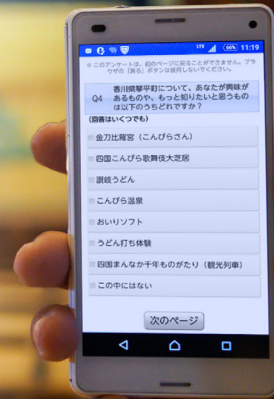 LTE 66% 11:19
※このアンケートは、前のページに戻ることができません。ブラ
ウザの「戻る」ボタンは使用しないでください。
Q4 香川県琴平町について、あなたが興味が
あるものや、もっと知りたいと思うもの
は以下のうちどれですか？
(回答はいくつでも)
金刀比羅宮（こんぴらさん）
四国こんぴら歌舞伎大芝居
讃岐うどん
こんぴら温泉
おいりソフト
うどん打ち体験
四国まんなか千年ものがたり（観光列車）
この中にはない
次のページ